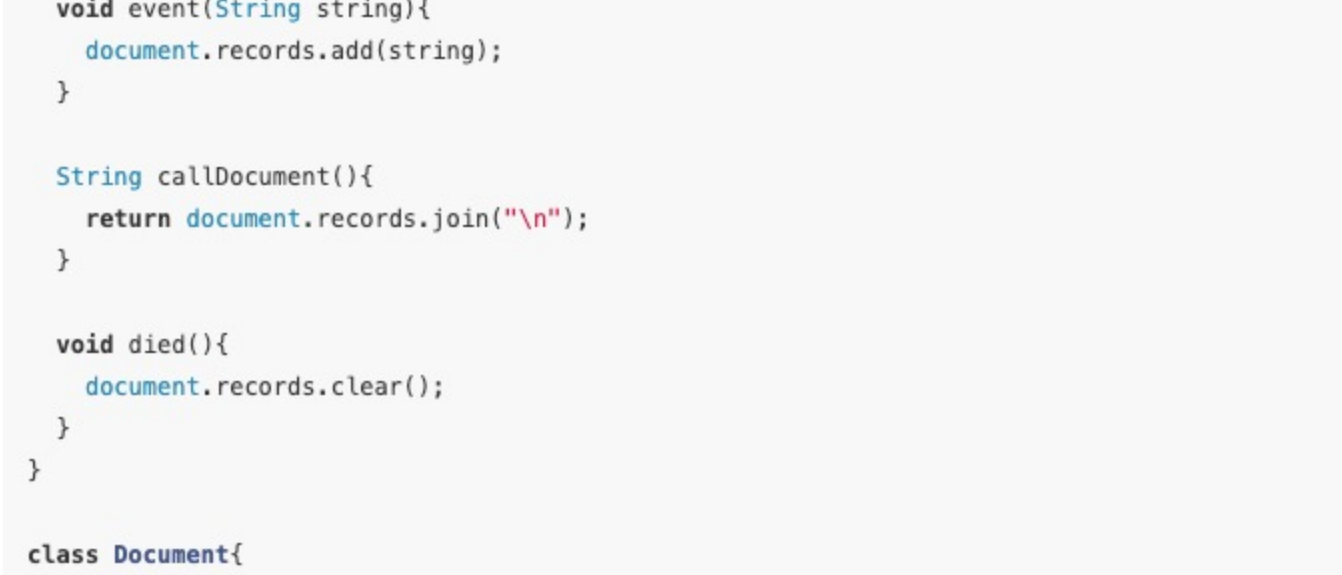 void event(String string){
document.records.add(string);
}
String callDocument(){
return document.records.join("\n");
}
void died(){
document.records.clear();
}
}
class Document{